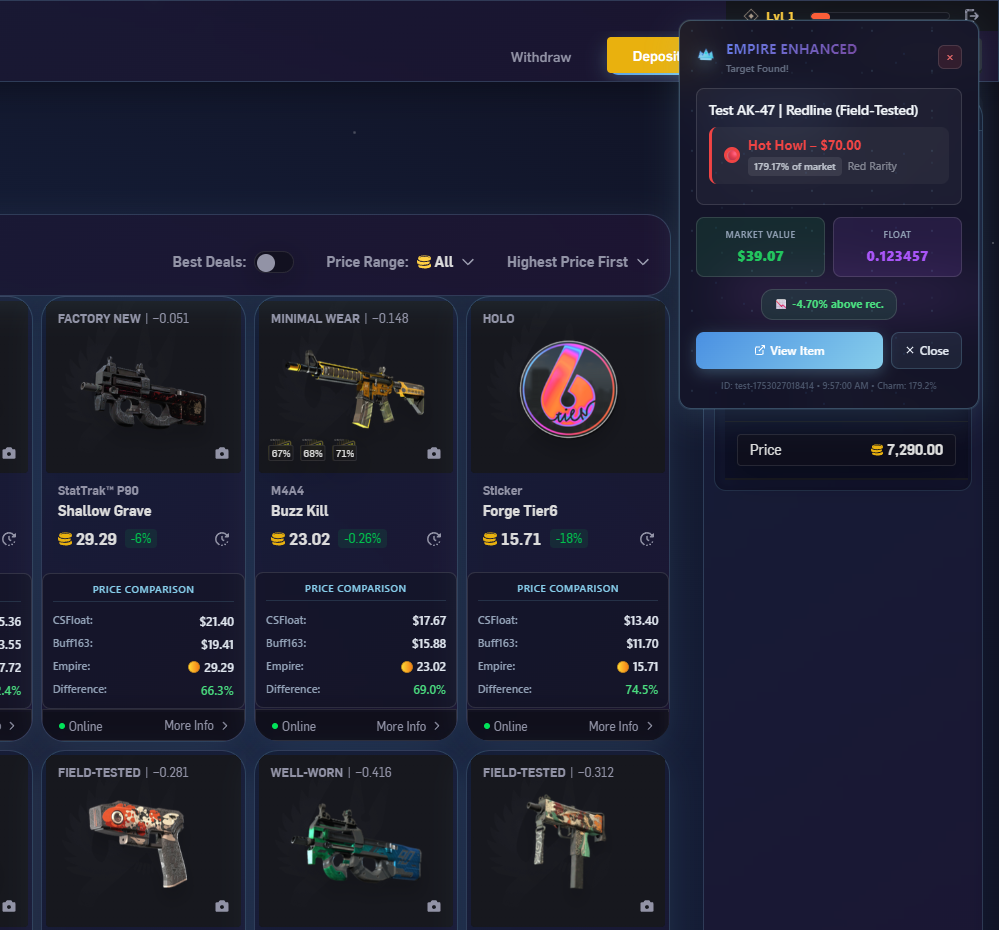 Lvl 1
Withdraw
Deposit
EMPIRE ENHANCED
Target Found!
×
Test AK-47 | Redline (Field-Tested)
Hot Howl – $70.00
179.17% of market Red Rarity
MARKET VALUE
$39.07
FLOAT
0.123457
-4.70% above rec.
View Item
× Close
ID: test-1753027018414 • 9:57:00 AM • Charm: 179.2%
Price 7,290.00
Best Deals:
Price Range: All
Highest Price First
FACTORY NEW | ~0.051
MINIMAL WEAR | ~0.148
HOLO
67% 68% 71%
StatTrak™ P90
Shallow Grave
29.29 -6%
M4A4
Buzz Kill
23.02 -0.26%
Sticker
Forge Tier6
15.71 -18%
5.36
3.55
7.72
2.4%
PRICE COMPARISON
CSFloat: $21.40
Buff163: $19.41
Empire: 29.29
Difference: 66.3%
Online More Info
PRICE COMPARISON
CSFloat: $17.67
Buff163: $15.88
Empire: 23.02
Difference: 69.0%
Online More Info
PRICE COMPARISON
CSFloat: $13.40
Buff163: $11.70
Empire: 15.71
Difference: 74.5%
Online More Info
FIELD-TESTED | ~0.281
WELL-WORN | ~0.416
FIELD-TESTED | ~0.312